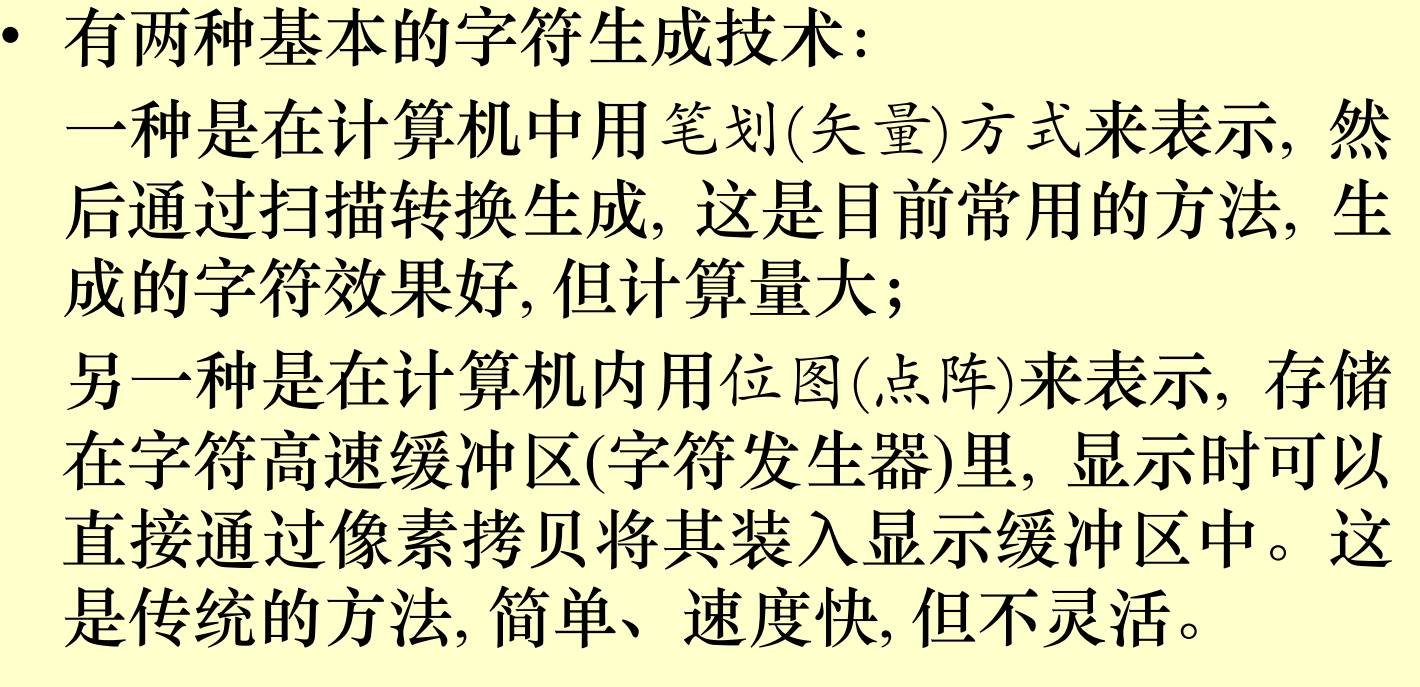 • 有两种基本的字符生成技术：
一种是在计算机中用笔划(矢量)方式来表示, 然
后通过扫描转换生成, 这是目前常用的方法, 生
成的字符效果好, 但计算量大；
另一种是在计算机内用位图(点阵)来表示, 存储
在字符高速缓冲区(字符发生器)里, 显示时可以
直接通过像素拷贝将其装入显示缓冲区中。这
是传统的方法, 简单、速度快, 但不灵活。